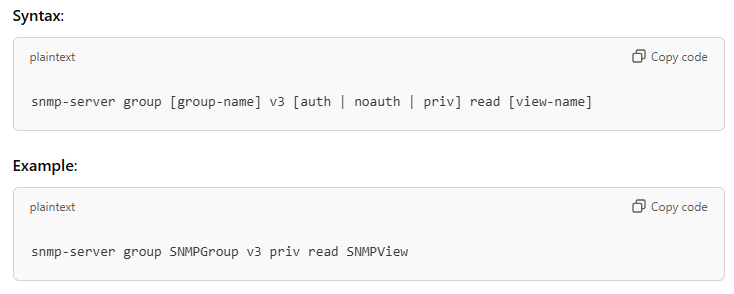 Syntax:
plaintext Copy code
snmp-server group [group-name] v3 [auth | noauth | priv] read [view-name]
Example:
plaintext Copy code
snmp-server group SNMPGroup v3 priv read SNMPView